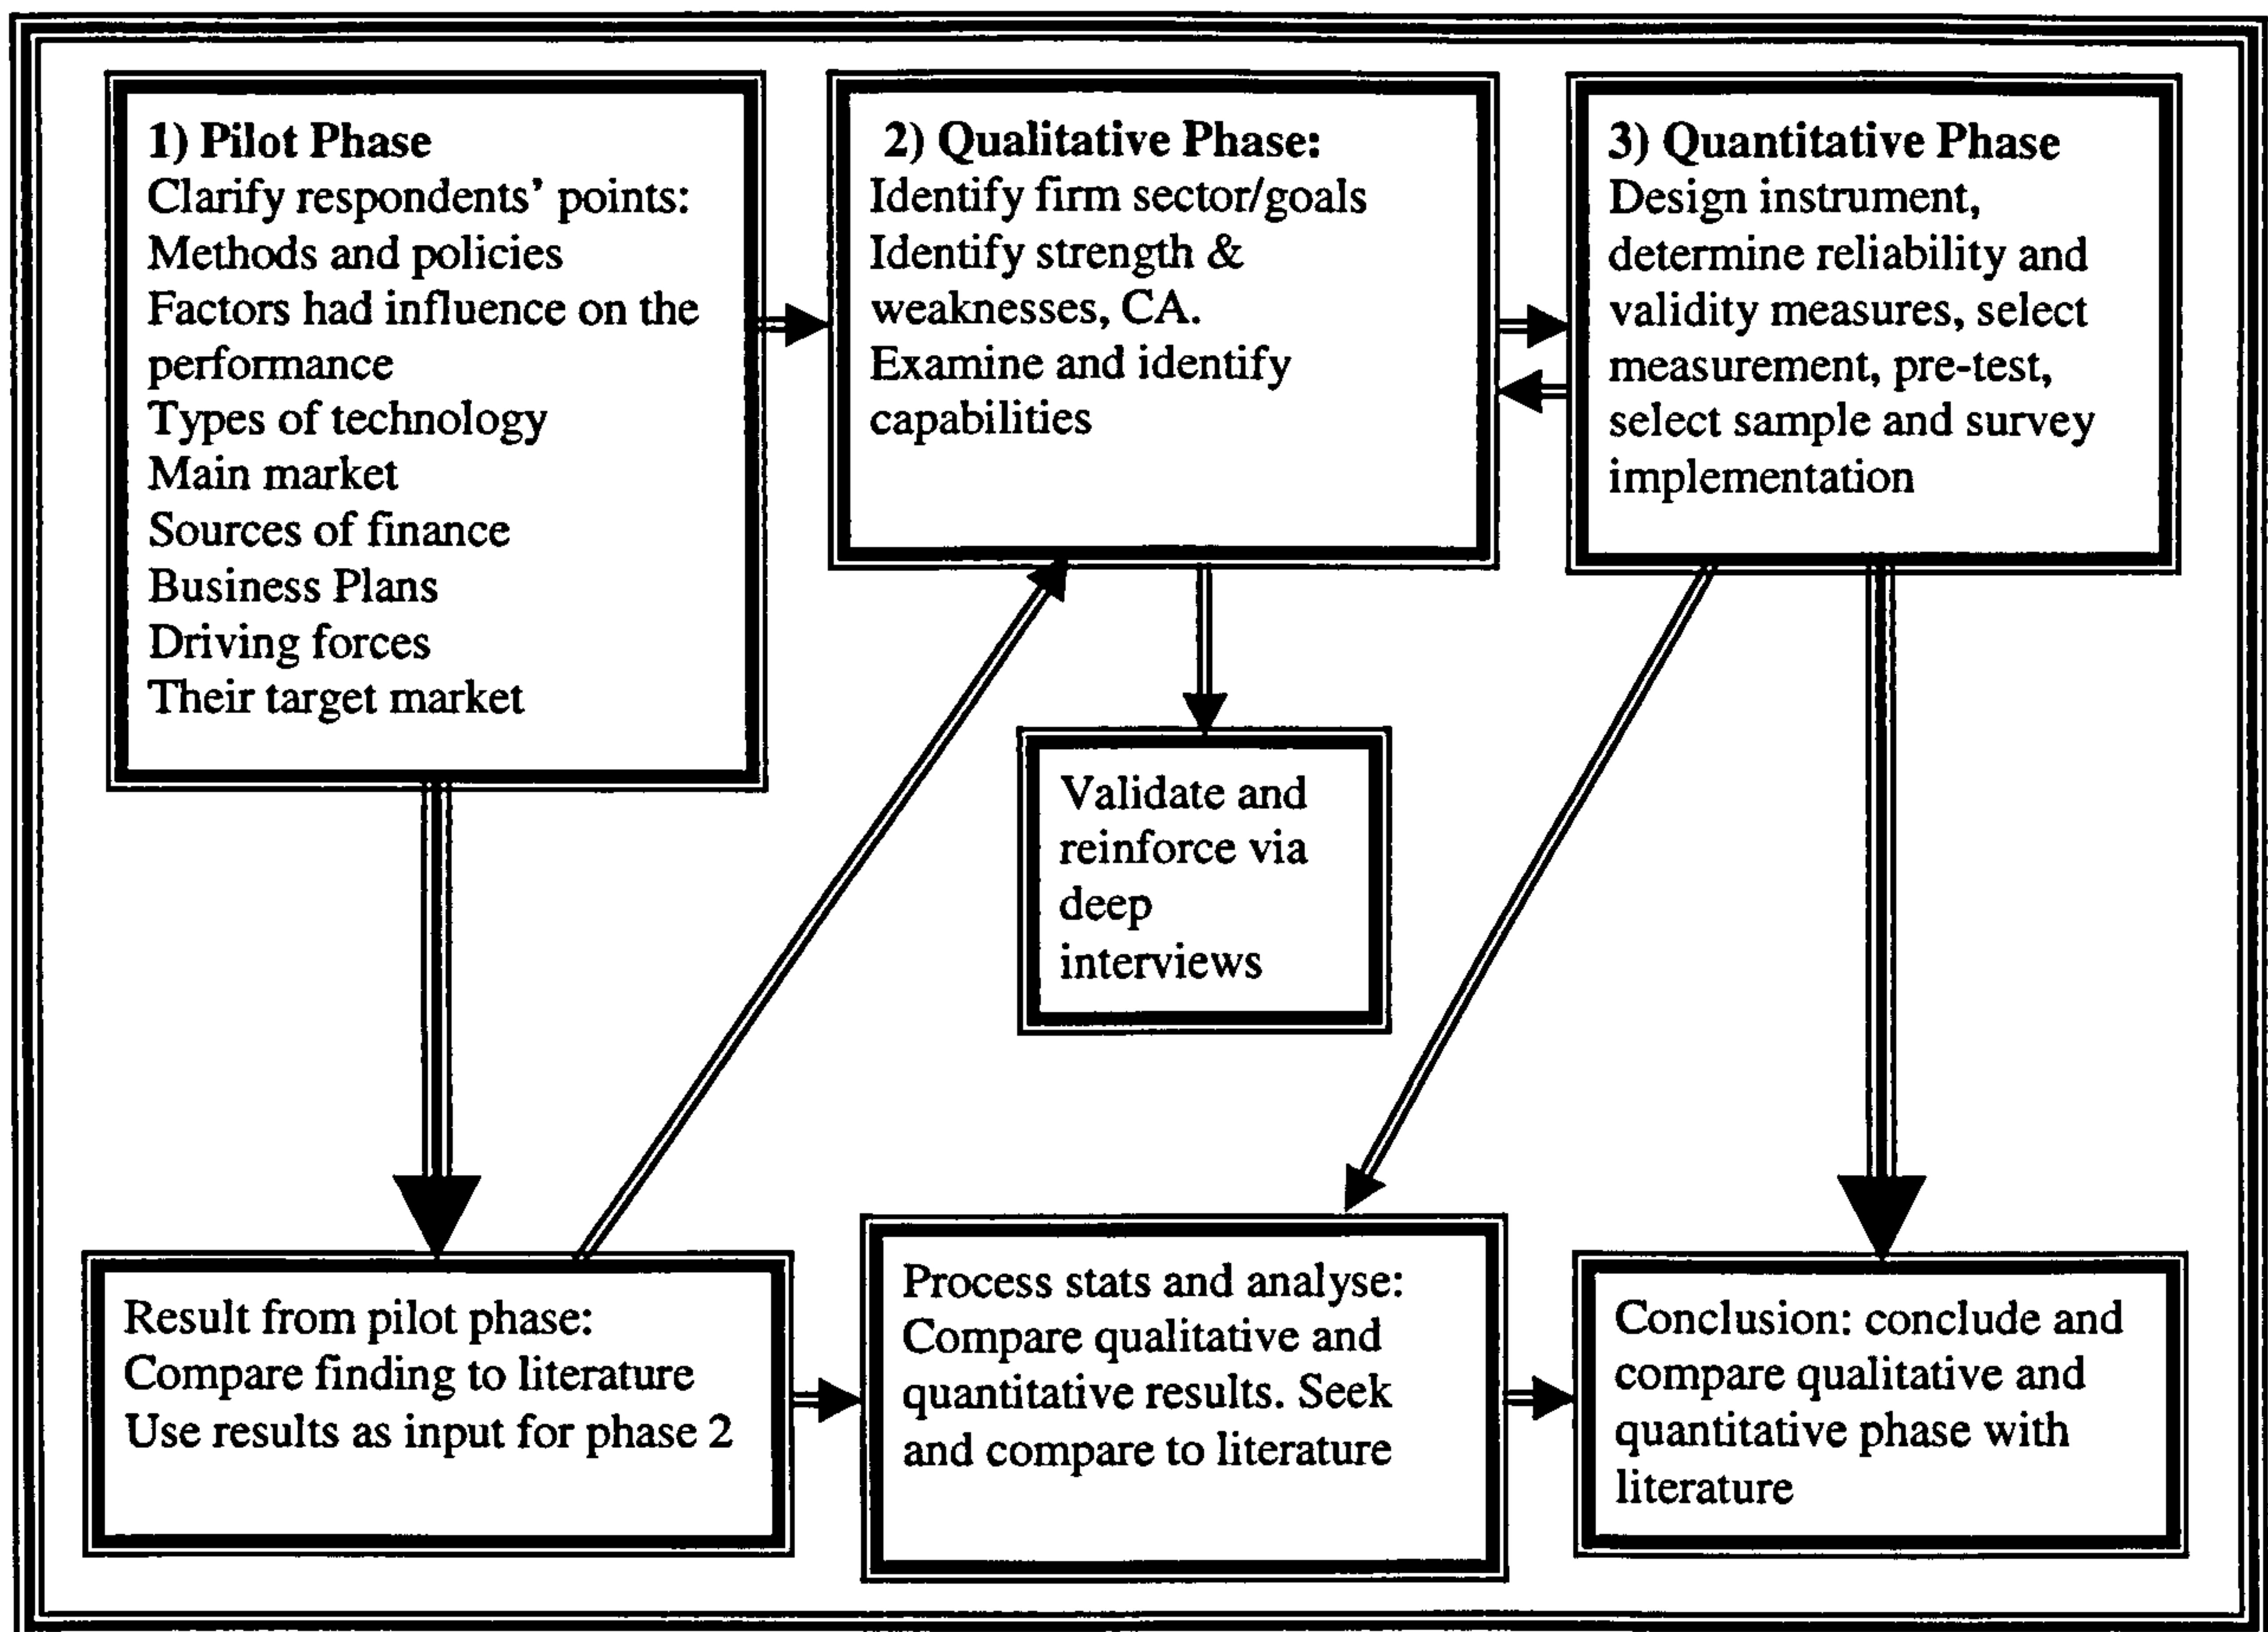 1) Pilot Phase
Clarify respondents' points:
Methods and policies
Factors had influence on the
performance
Types of technology
Main market
Sources of finance
Business Plans
Driving forces
Their target market
2) Qualitative Phase:
Identify firm sector/goals
Identify strength &
weaknesses, CA.
Examine and identify
capabilities
3) Quantitative Phase
Design instrument,
determine reliability and
validity measures, select
measurement, pre-test,
select sample and survey
implementation
Validate and
reinforce via
deep
interviews
Result from pilot phase:
Compare finding to literature
Use results as input for phase 2
Process stats and analyse:
Compare qualitative and
quantitative results. Seek
and compare to literature
Conclusion: conclude and
compare qualitative and
quantitative phase with
literature